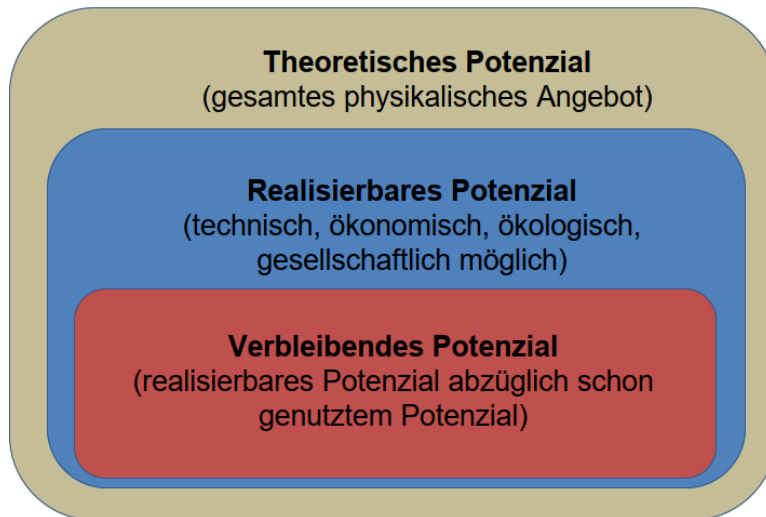 Theoretisches Potenzial
(gesamtes physikalisches Angebot)
Realisierbares Potenzial
(technisch, ökonomisch, ökologisch,
gesellschaftlich möglich)
Verbleibendes Potenzial
(realisierbares Potenzial abzüglich schon
genutztem Potenzial)